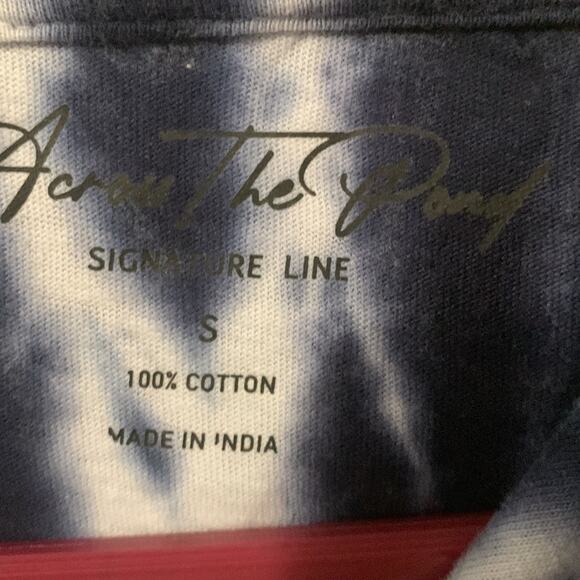 Across The Pond
SIGNATURE LINE
S
100% COTTON
MADE IN INDIA